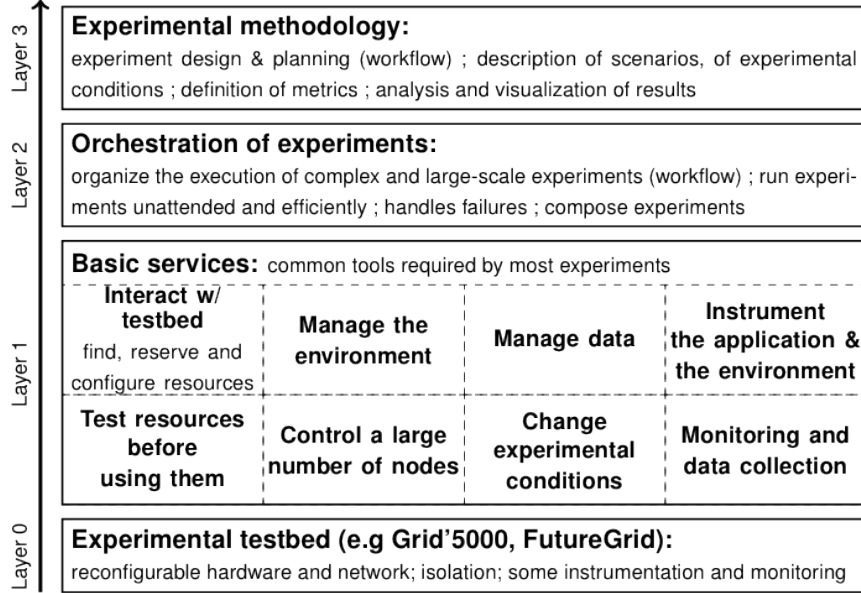 Layer 3
Experimental methodology:
experiment design & planning (workflow) ; description of scenarios, of experimental
conditions ; definition of metrics ; analysis and visualization of results
Layer 2
Orchestration of experiments:
organize the execution of complex and large-scale experiments (workflow) ; run experi-
ments unattended and efficiently ; handles failures ; compose experiments
Layer 1
Basic services: common tools required by most experiments
Interact w/
testbed
find, reserve and
configure resources
Manage the
environment
Manage data
Instrument
the application &
the environment
Test resources
before
using them
Control a large
number of nodes
Change
experimental
conditions
Monitoring and
data collection
Layer 0
Experimental testbed (e.g Grid'5000, FutureGrid):
reconfigurable hardware and network; isolation; some instrumentation and monitoring